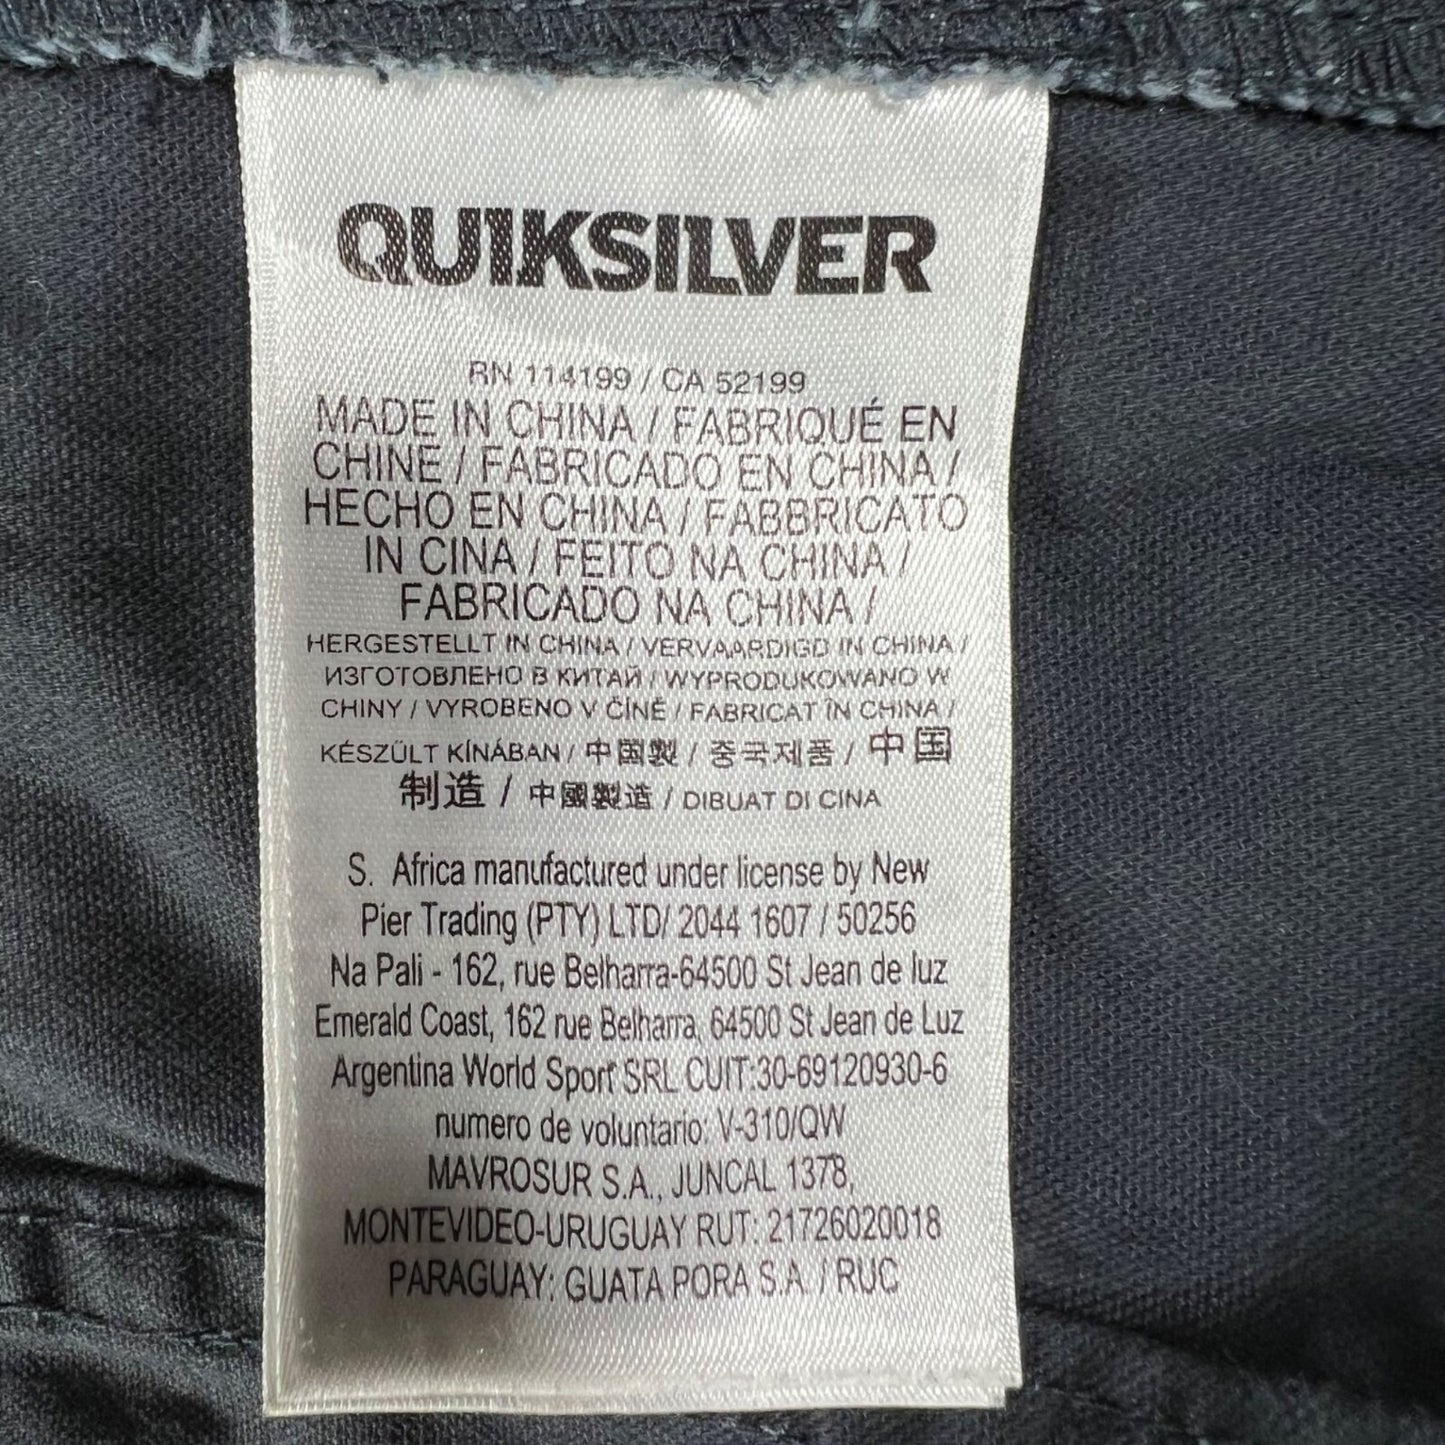 QUIKSILVER
RN 114199 / CA 52199
MADE IN CHINA / FABRIQUÉ EN
CHINE / FABRICADO EN CHINA /
HECHO EN CHINA / FABBRICATO
IN CINA / FEITO NA CHINA /
FABRICADO NA CHINA /
HERGESTELLT IN CHINA / VERVAARDIGD IN CHINA /
ИЗГОТОВЛЕНО В КИТАЙ / WYPRODUKOWANO W
CHINY / VYROBENO V ČÍNĚ / FABRICAT ÎN CHINA /
KÉSZÜLT KÍNÁBAN / 中国製 / 중국제품 / 中国
制造 / 中國製造 / DIBUAT DI CINA
S. Africa manufactured under license by New
Pier Trading (PTY) LTD/ 2044 1607 / 50256
Na Pali - 162, rue Belharra-64500 St Jean de luz
Emerald Coast, 162 rue Belharra, 64500 St Jean de Luz
Argentina World Sport SRL CUIT:30-69120930-6
numero de voluntario: V-310/QW
MAVROSUR S.A., JUNCAL 1378,
MONTEVIDEO-URUGUAY RUT: 21726020018
PARAGUAY: GUATA PORA S.A. / RUC